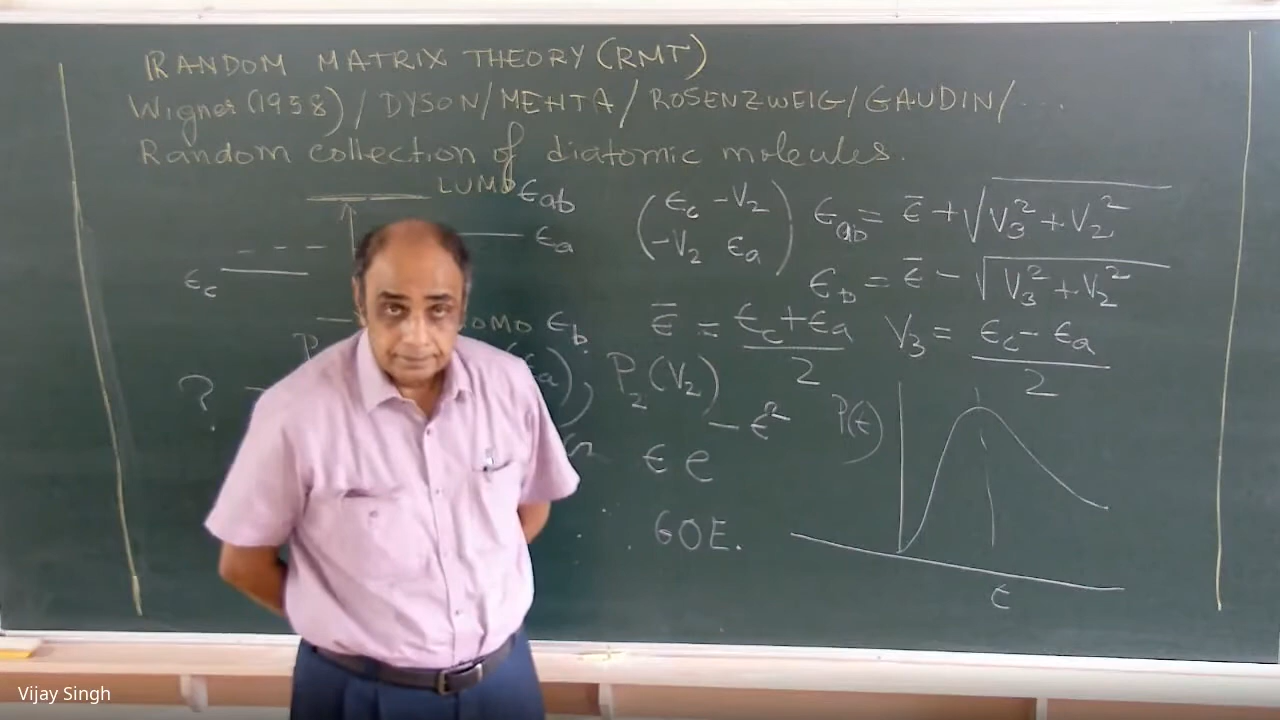 RANDOM MATRIX THEORY (RMT)
Wigner(1958) / DYSON/ MEHTA / ROSENZWEIG/ GAUDIN/ ...
Random collection of diatomic molecules.
LUMO ϵab
ϵa
ϵc
OMO ϵb
(ϵc -V2
-V2 ϵa)
ϵab = ϵ̄ + √V3² + V2²
ϵb = ϵ̄ - √V3² + V2²
ϵ̄ = ϵc + ϵa / 2
V3 = ϵc - ϵa / 2
?
P
ϵa), P2(V2)
ϵ e^-ϵ²
GOE.
P(ϵ)
ϵ
Vijay Singh